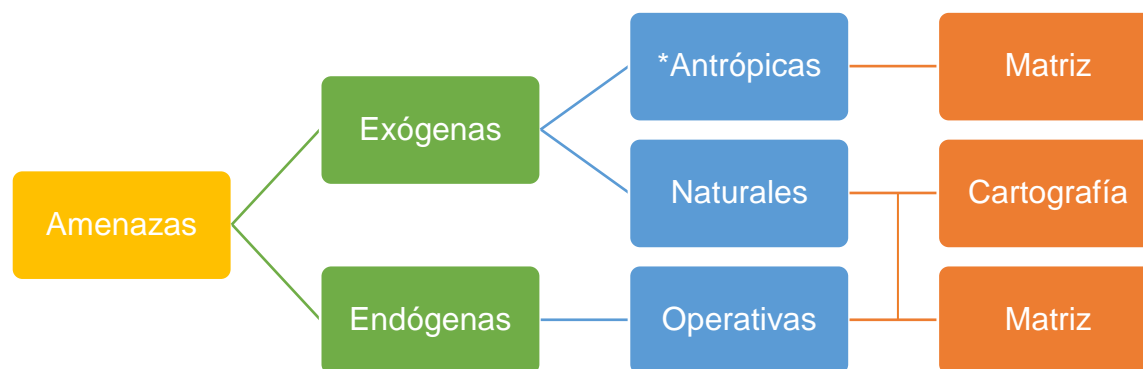 Amenazas
Exógenas
Endógenas
*Antrópicas
Naturales
Operativas
Matriz
Cartografía
Matriz